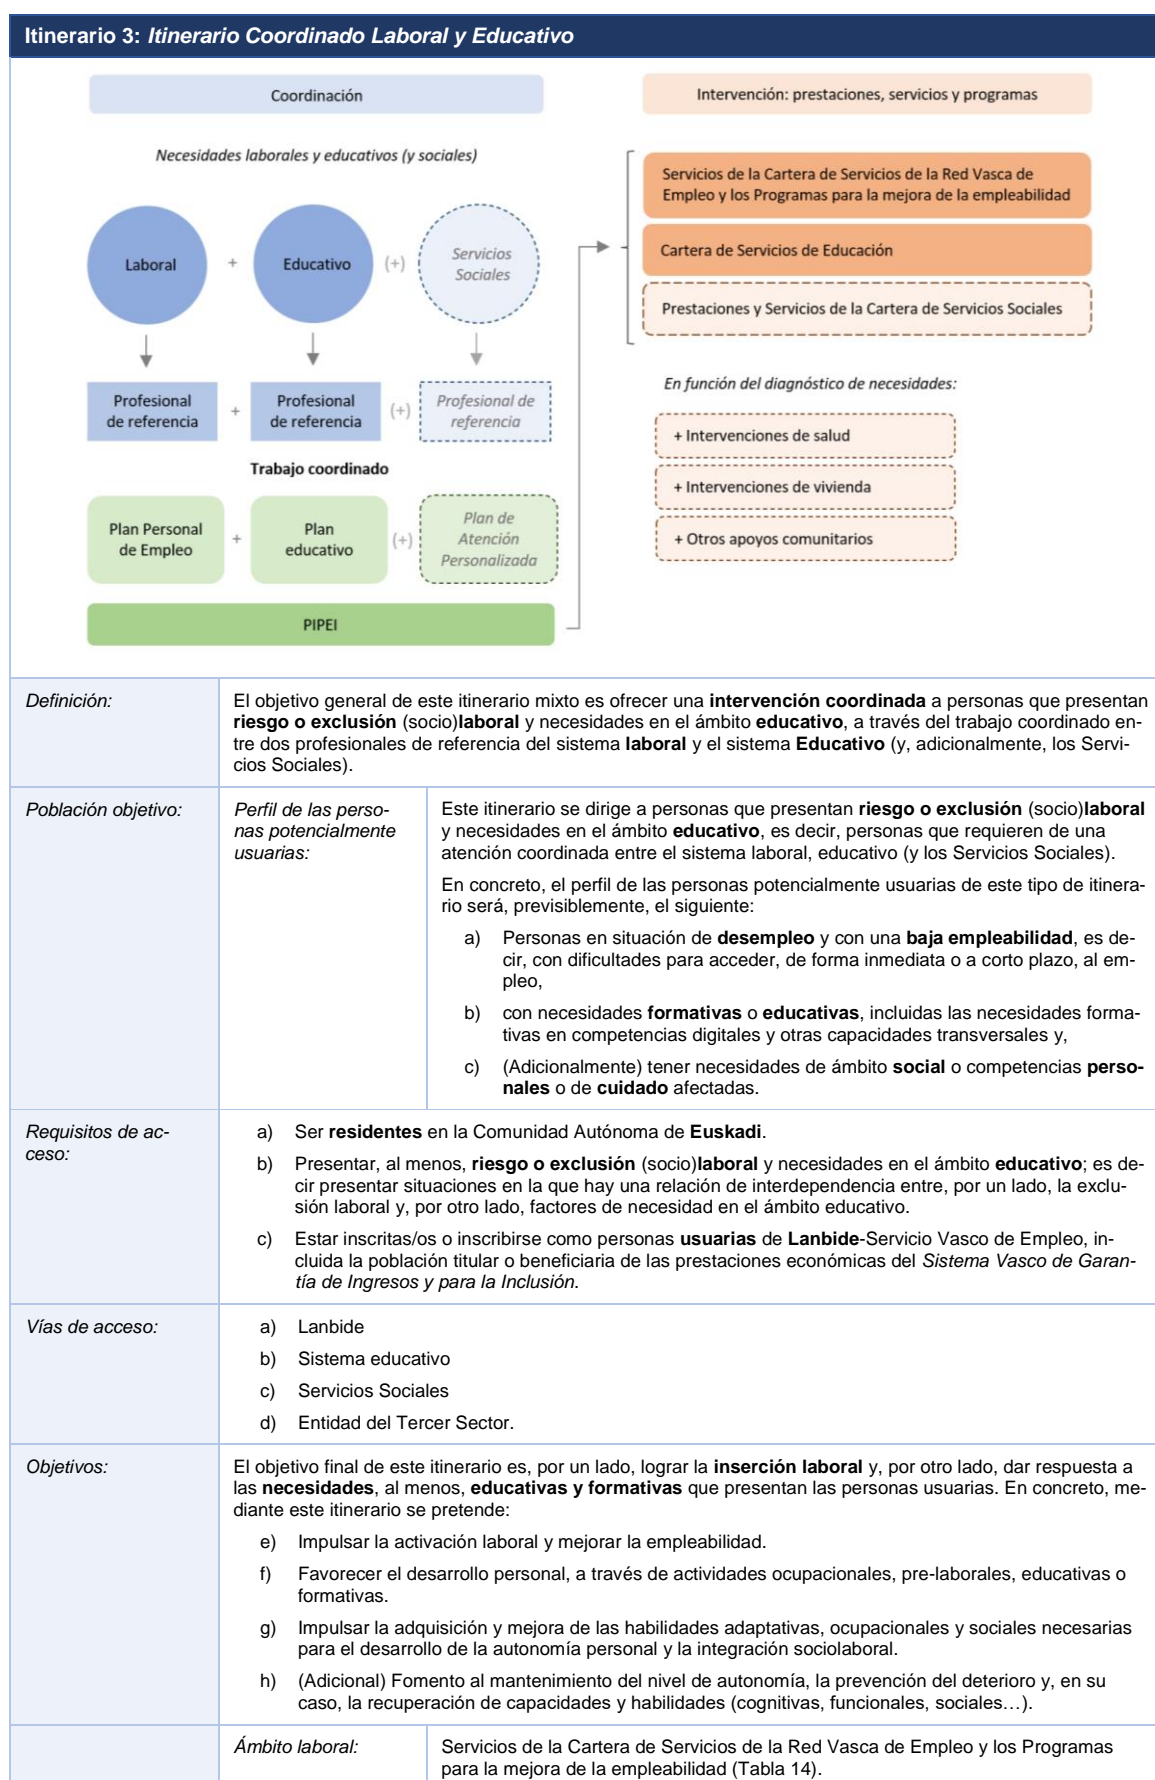 Itinerario 3: Itinerario Coordinado Laboral y Educativo
Coordinación
Necesidades laborales y educativos (y sociales)
Laboral
+
Educativo
(+)
Servicios
Sociales
Profesional
de referencia
+
Profesional
de referencia
(+)
Profesional de
referencia
Trabajo coordinado
Plan Personal
de Empleo
+
Plan
educativo
(+)
Plan de
Atención
Personalizada
PIPEI
Intervención: prestaciones, servicios y programas
Servicios de la Cartera de Servicios de la Red Vasca de
Empleo y los Programas para la mejora de la empleabilidad
Cartera de Servicios de Educación
Prestaciones y Servicios de la Cartera de Servicios Sociales
En función del diagnóstico de necesidades:
+ Intervenciones de salud
+ Intervenciones de vivienda
+ Otros apoyos comunitarios
Definición:
El objetivo general de este itinerario mixto es ofrecer una intervención coordinada a personas que presentan
riesgo o exclusión (socio)laboral y necesidades en el ámbito educativo, a través del trabajo coordinado en-
tre dos profesionales de referencia del sistema laboral y el sistema Educativo (y, adicionalmente, los Servi-
cios Sociales).
Población objetivo:
Perfil de las perso-
nas potencialmente
usuarias:
Este itinerario se dirige a personas que presentan riesgo o exclusión (socio)laboral
y necesidades en el ámbito educativo, es decir, personas que requieren de una
atención coordinada entre el sistema laboral, educativo (y los Servicios Sociales).
En concreto, el perfil de las personas potencialmente usuarias de este tipo de itinera-
rio será, previsiblemente, el siguiente:
a) Personas en situación de desempleo y con una baja empleabilidad, es de-
cir, con dificultades para acceder, de forma inmediata o a corto plazo, al em-
pleo,
b) con necesidades formativas o educativas, incluidas las necesidades forma-
tivas en competencias digitales y otras capacidades transversales y,
c) (Adicionalmente) tener necesidades de ámbito social o competencias perso-
nales o de cuidado afectadas.
Requisitos de ac-
ceso:
a) Ser residentes en la Comunidad Autónoma de Euskadi.
b) Presentar, al menos, riesgo o exclusión (socio)laboral y necesidades en el ámbito educativo; es de-
cir presentar situaciones en la que hay una relación de interdependencia entre, por un lado, la exclu-
sión laboral y, por otro lado, factores de necesidad en el ámbito educativo.
c) Estar inscritas/os o inscribirse como personas usuarias de Lanbide-Servicio Vasco de Empleo, in-
cluida la población titular o beneficiaria de las prestaciones económicas del Sistema Vasco de Garan-
tía de Ingresos y para la Inclusión.
Vías de acceso:
a) Lanbide
b) Sistema educativo
c) Servicios Sociales
d) Entidad del Tercer Sector.
Objetivos:
El objetivo final de este itinerario es, por un lado, lograr la inserción laboral y, por otro lado, dar respuesta a
las necesidades, al menos, educativas y formativas que presentan las personas usuarias. En concreto, me-
diante este itinerario se pretende:
e) Impulsar la activación laboral y mejorar la empleabilidad.
f) Favorecer el desarrollo personal, a través de actividades ocupacionales, pre-laborales, educativas o
formativas.
g) Impulsar la adquisición y mejora de las habilidades adaptativas, ocupacionales y sociales necesarias
para el desarrollo de la autonomía personal y la integración sociolaboral.
h) (Adicional) Fomento al mantenimiento del nivel de autonomía, la prevención del deterioro y, en su
caso, la recuperación de capacidades y habilidades (cognitivas, funcionales, sociales…).
Ámbito laboral:
Servicios de la Cartera de Servicios de la Red Vasca de Empleo y los Programas
para la mejora de la empleabilidad (Tabla 14).